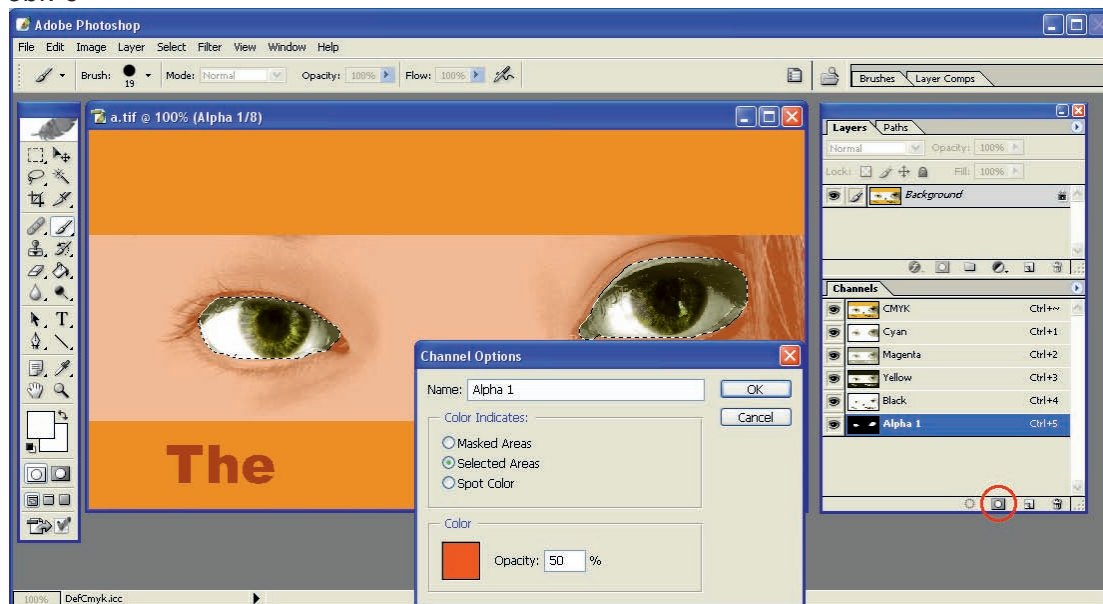 Adobe Photoshop
File Edit Image Layer Select Filter View Window Help
Brush: 19 Mode: Normal Opacity: 100% Flow: 100%
Brushes Layer Comps
a.tif @ 100% (Alpha 1/8)
Layers Paths
Normal Opacity: 100%
Lock: Fill: 100%
Background
Channels
CMYK Ctrl+~
Cyan Ctrl+1
Magenta Ctrl+2
Yellow Ctrl+3
Black Ctrl+4
Alpha 1 Ctrl+5
The
Channel Options
Name: Alpha 1 OK
Color Indicates: Cancel
Masked Areas
Selected Areas
Spot Color
Color
Opacity: 50 %
100% DefCmyk.icc